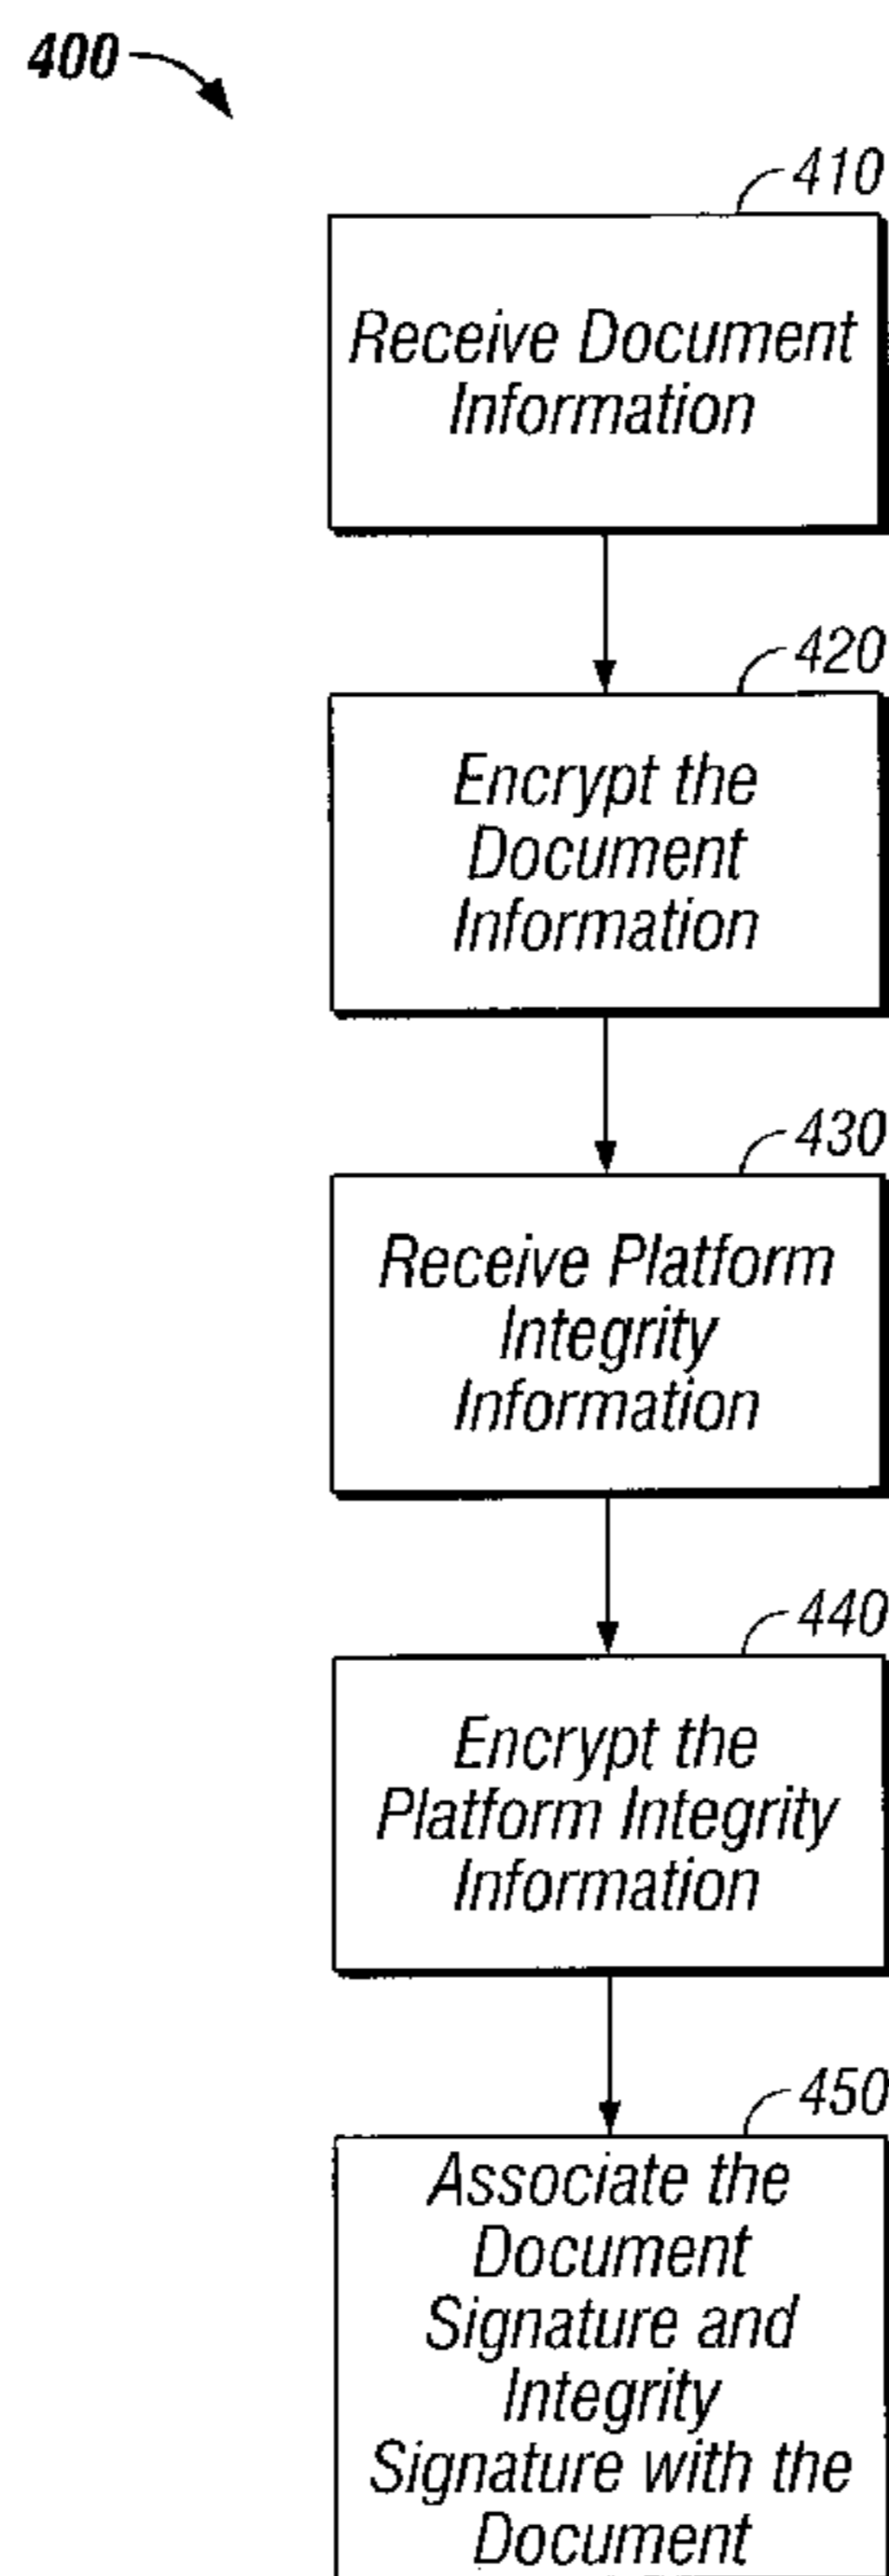 400
410
Receive Document
Information
420
Encrypt the
Document
Information
430
Receive Platform
Integrity
Information
440
Encrypt the
Platform Integrity
Information
450
Associate the
Document
Signature and
Integrity
Signature with the
Document